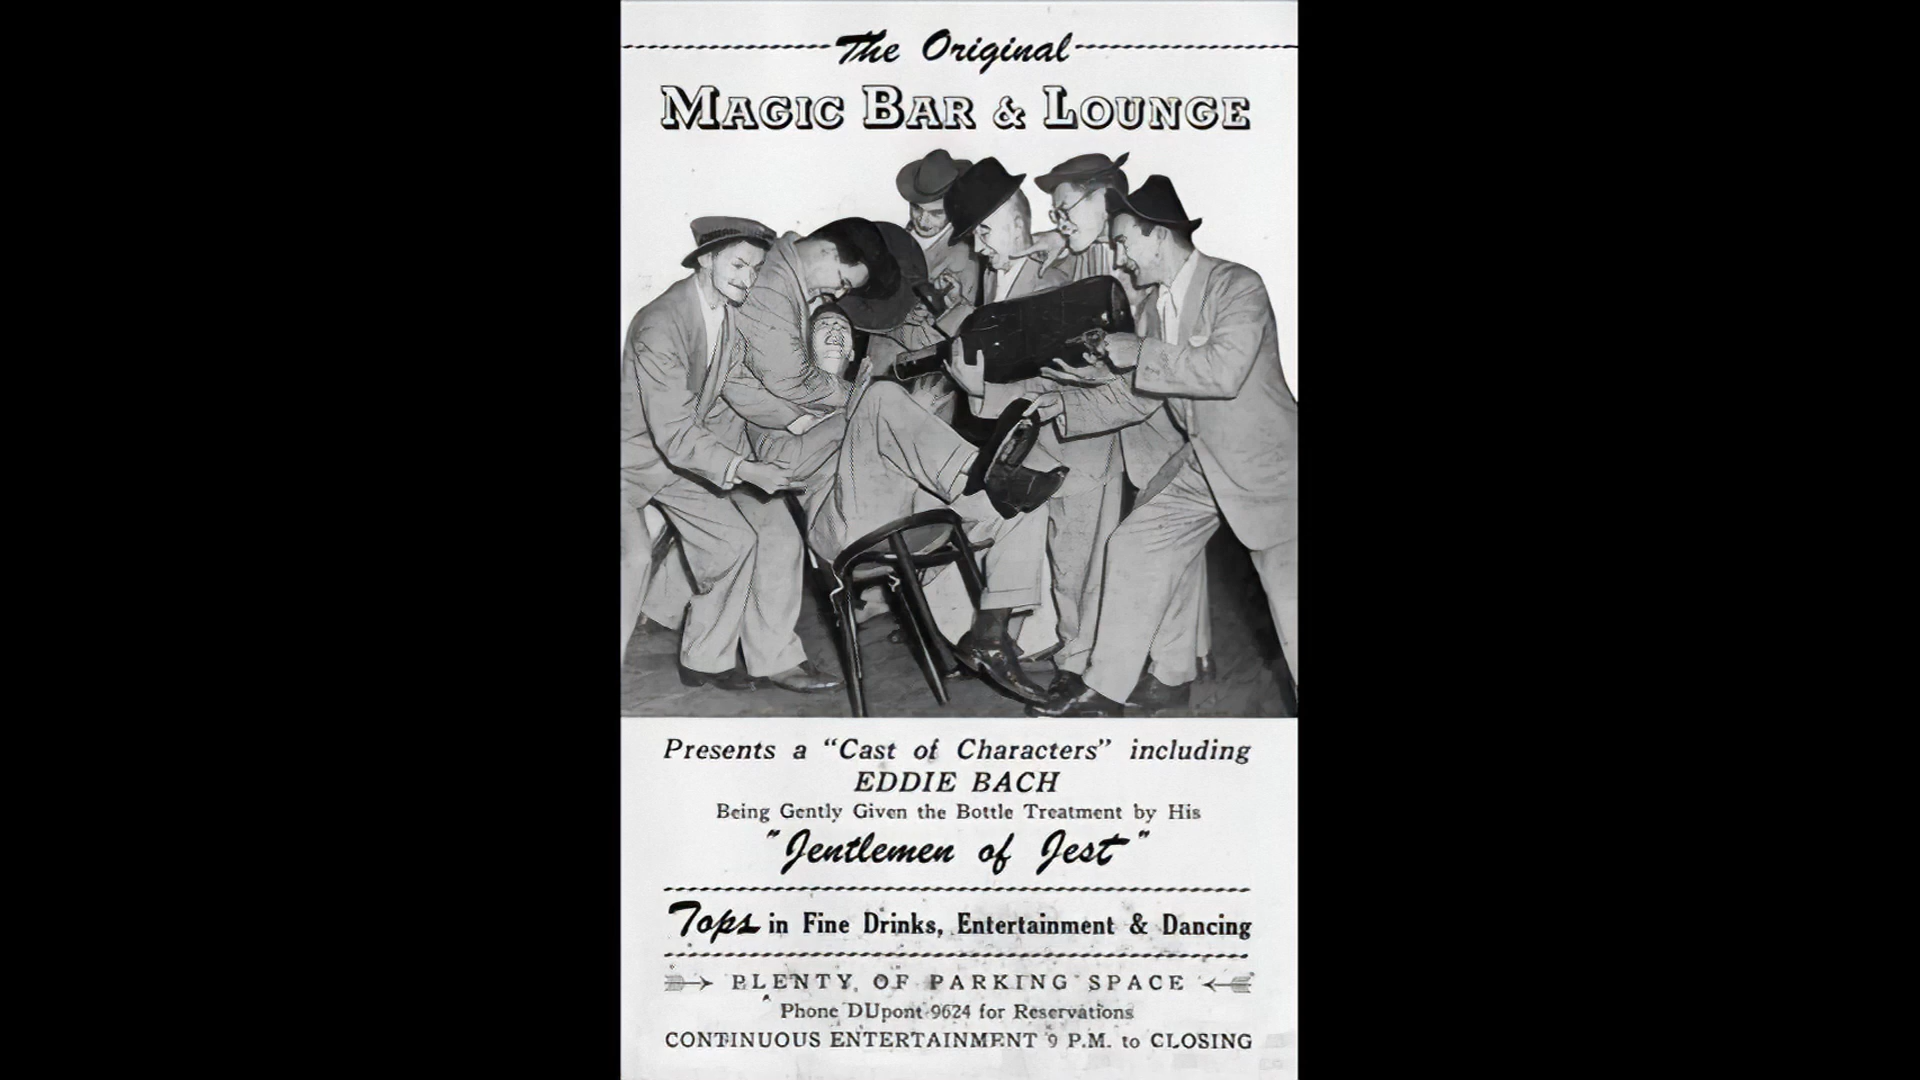 The Original
MAGIC BAR & LOUNGE
Presents a "Cast of Characters" including
EDDIE BACH
Being Gently Given the Bottle Treatment by His
"Jentlemen of Jest"
Tops in Fine Drinks, Entertainment & Dancing
PLENTY OF PARKING SPACE
Phone DUpont 9624 for Reservations
CONTINUOUS ENTERTAINMENT 9 P.M. to CLOSING